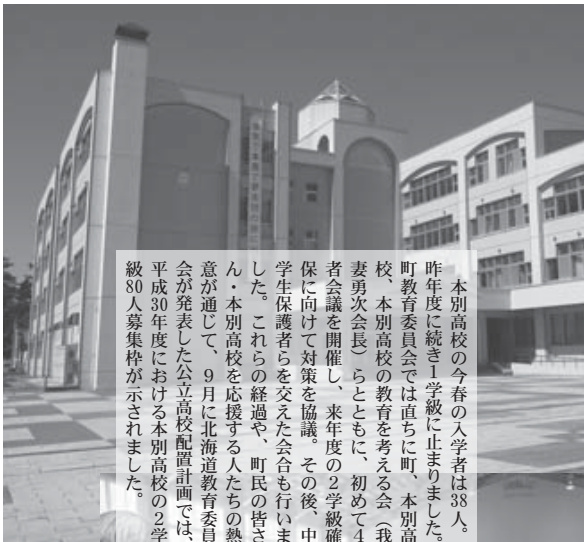 本別高校の今春の入学者は38人。
昨年度に続き1学級に止まりました。
町教育委員会では直ちに町、本別高
校、本別高校の教育を考える会（我
妻勇次会長）らとともに、初めて4
者会議を開催し、来年度の2学級確
保に向けて対策を協議。その後、中
学生保護者らを交えた会合も行いま
した。これらの経過や、町民の皆さ
ん・本別高校を応援する人たちの熱
意が通じて、9月に北海道教育委員
会が発表した公立高校配置計画では、
平成30年度における本別高校の2学
級80人募集枠が示されました。